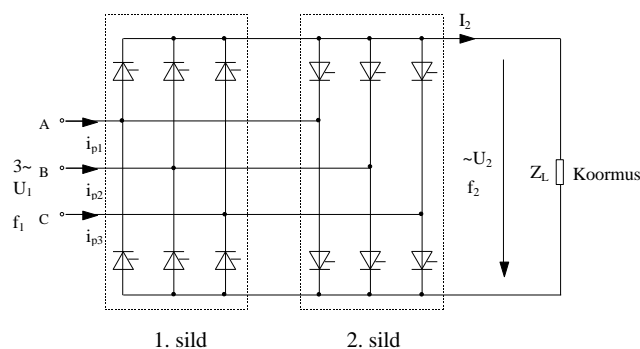 I2
A
ip1
3~
U1
B
ip2
f1
C
ip3
~U2
f2
ZL
Koormus
1. sild
2. sild